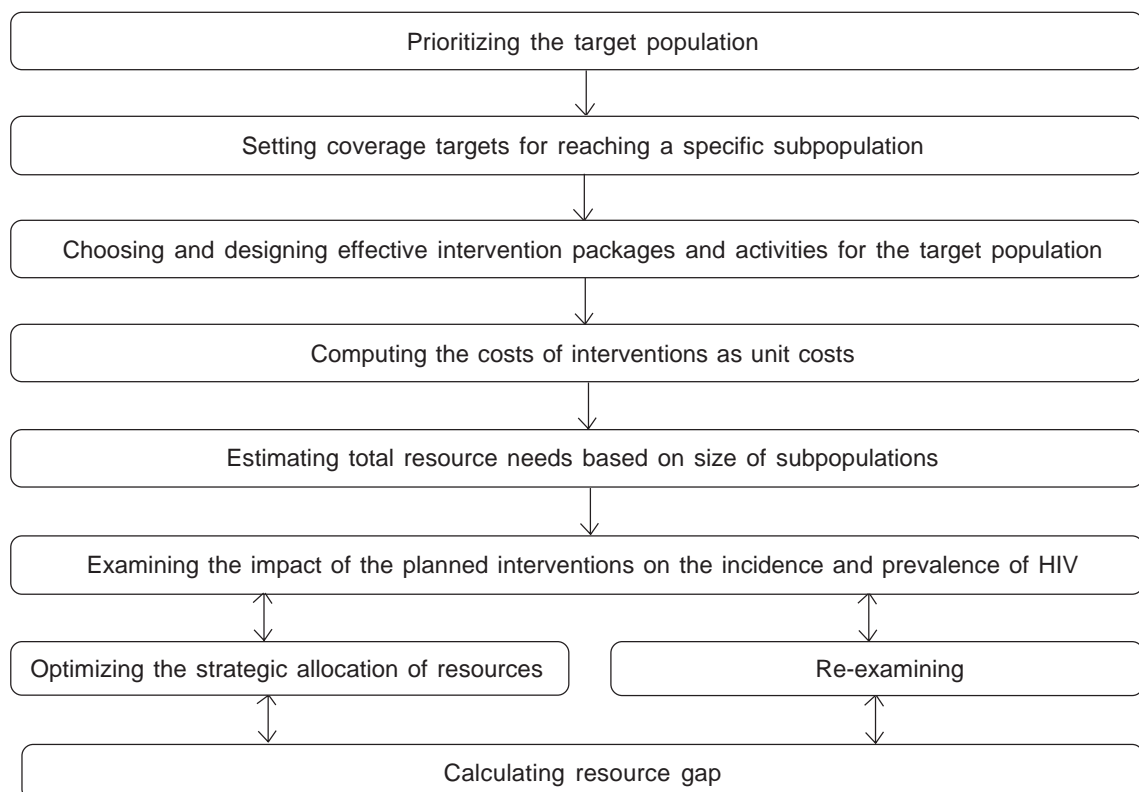 Prioritizing the target population
Setting coverage targets for reaching a specific subpopulation
Choosing and designing effective intervention packages and activities for the target population
Computing the costs of interventions as unit costs
Estimating total resource needs based on size of subpopulations
Examining the impact of the planned interventions on the incidence and prevalence of HIV
Optimizing the strategic allocation of resources
Re-examining
Calculating resource gap